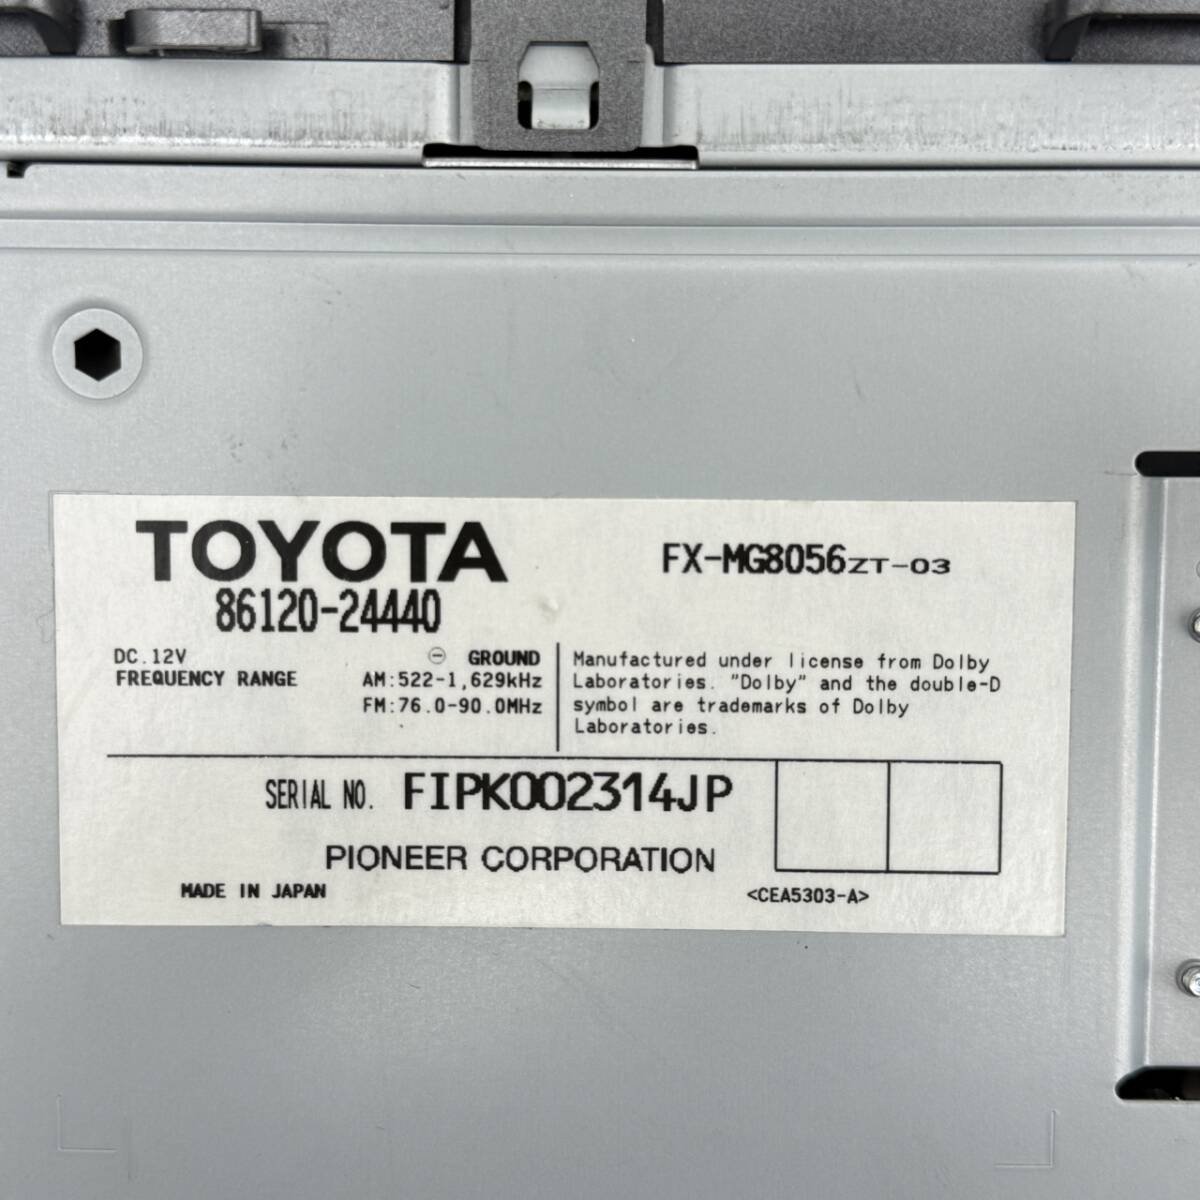 TOYOTA
FX-MG8056ZT-03
86120-24440
DC.12V ⊖ GROUND
FREQUENCY RANGE AM:522-1,629kHz
FM:76.0-90.0MHz
Manufactured under license from Dolby
Laboratories. "Dolby" and the double-D
symbol are trademarks of Dolby
Laboratories.
SERIAL NO. FIPK002314JP
PIONEER CORPORATION
MADE IN JAPAN
<CEA5303-A>